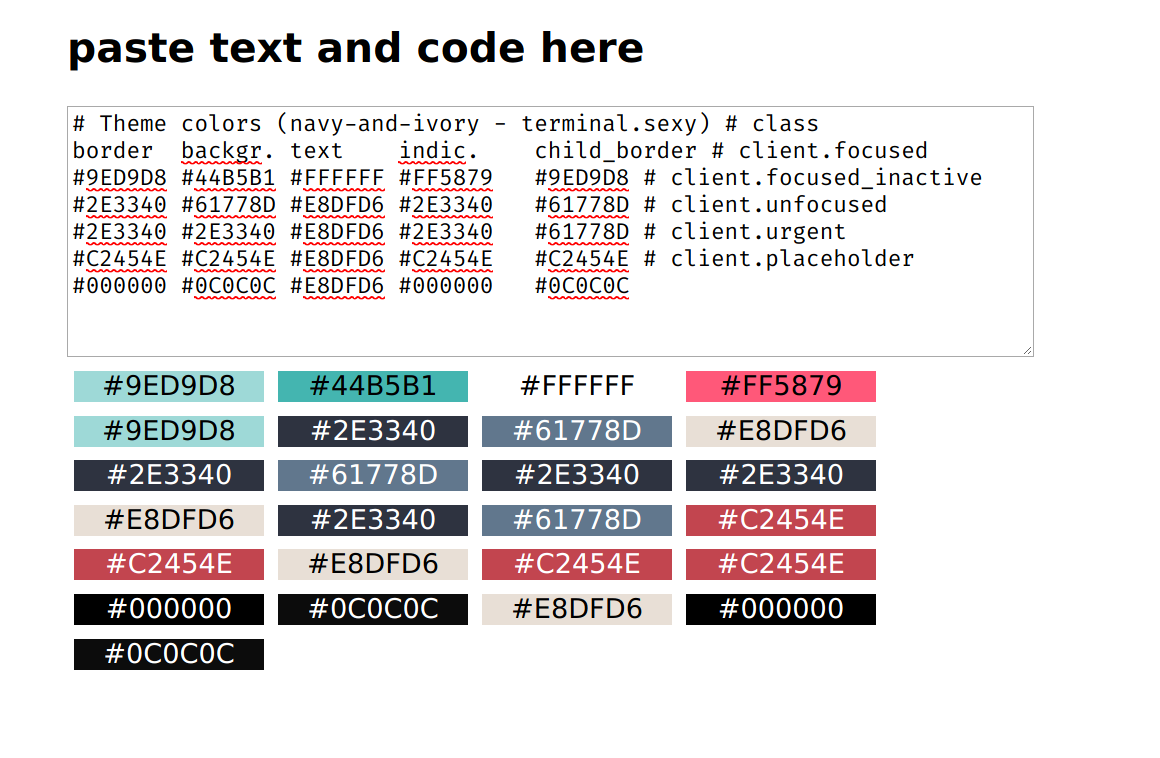 paste text and code here
# Theme colors (navy-and-ivory - terminal.sexy) # class
border  backgr. text    indic.    child_border # client.focused
#9ED9D8 #44B5B1 #FFFFFF #FF5879   #9ED9D8 # client.focused_inactive
#2E3340 #61778D #E8DFD6 #2E3340   #61778D # client.unfocused
#2E3340 #2E3340 #E8DFD6 #2E3340   #61778D # client.urgent
#C2454E #C2454E #E8DFD6 #C2454E   #C2454E # client.placeholder
#000000 #0C0C0C #E8DFD6 #000000   #0C0C0C
#9ED9D8 #44B5B1 #FFFFFF #FF5879
#9ED9D8 #2E3340 #61778D #E8DFD6
#2E3340 #61778D #2E3340 #2E3340
#E8DFD6 #2E3340 #61778D #C2454E
#C2454E #E8DFD6 #C2454E #C2454E
#000000 #0C0C0C #E8DFD6 #000000
#0C0C0C